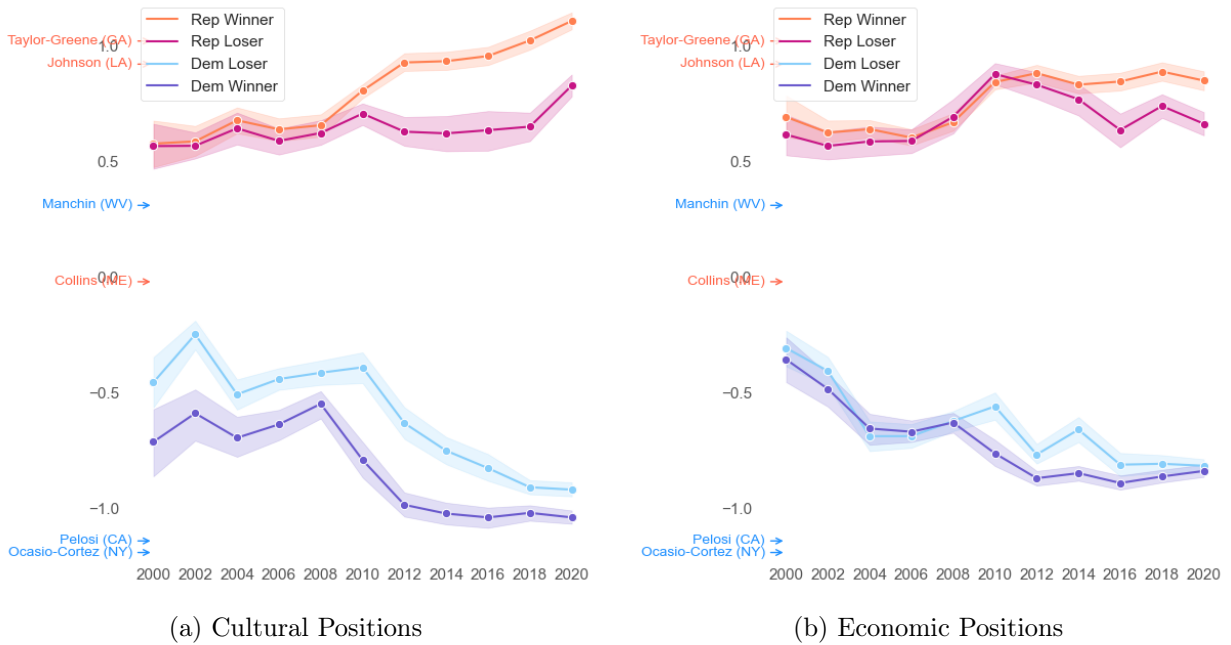 Rep Winner
Rep Loser
Dem Loser
Dem Winner
Taylor-Greene (GA)
1.0
Johnson (LA)
0.5
Manchin (WV)
0.0
Collins (ME)
−0.5
−1.0
Pelosi (CA)
Ocasio-Cortez (NY)
2000 2002 2004 2006 2008 2010 2012 2014 2016 2018 2020
(a) Cultural Positions
Rep Winner
Rep Loser
Dem Loser
Dem Winner
Taylor-Greene (GA)
1.0
Johnson (LA)
0.5
Manchin (WV)
0.0
Collins (ME)
−0.5
−1.0
Pelosi (CA)
Ocasio-Cortez (NY)
2000 2002 2004 2006 2008 2010 2012 2014 2016 2018 2020
(b) Economic Positions